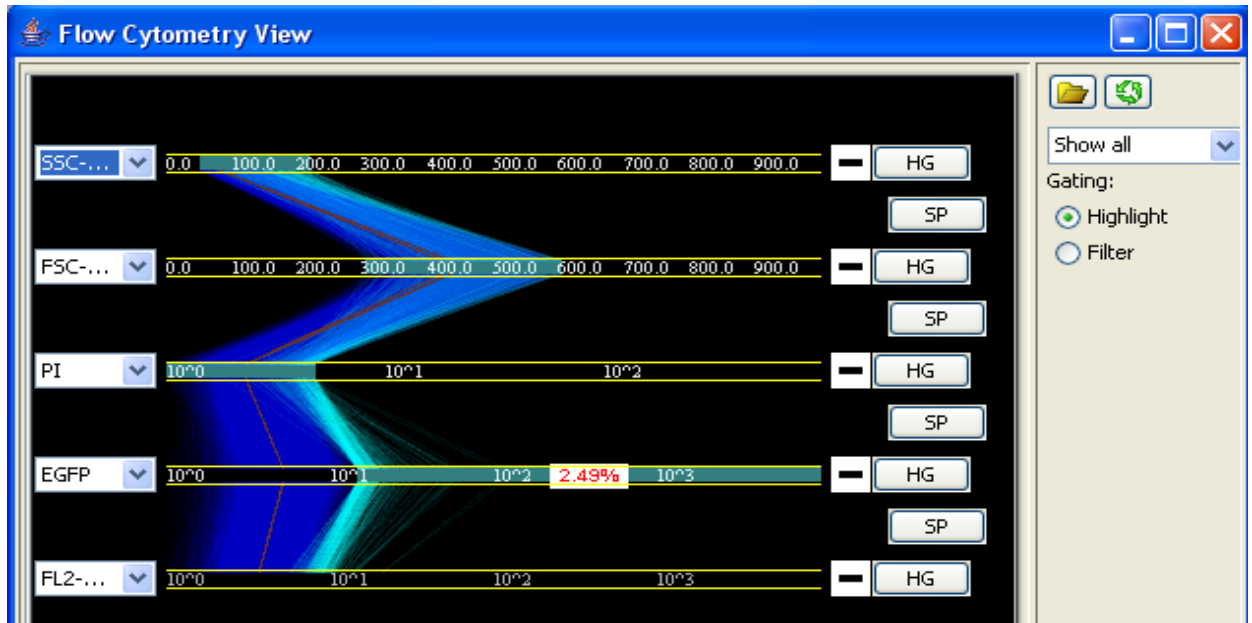 Flow Cytometry View
Show all
Gating:
Highlight
Filter
SSC-... 0.0 100.0 200.0 300.0 400.0 500.0 600.0 700.0 800.0 900.0 HG
SP
FSC-... 0.0 100.0 200.0 300.0 400.0 500.0 600.0 700.0 800.0 900.0 HG
SP
PI 10^0 10^1 10^2 HG
SP
EGFP 10^0 10^1 10^2 2.49% 10^3 HG
SP
FL2-... 10^0 10^1 10^2 10^3 HG